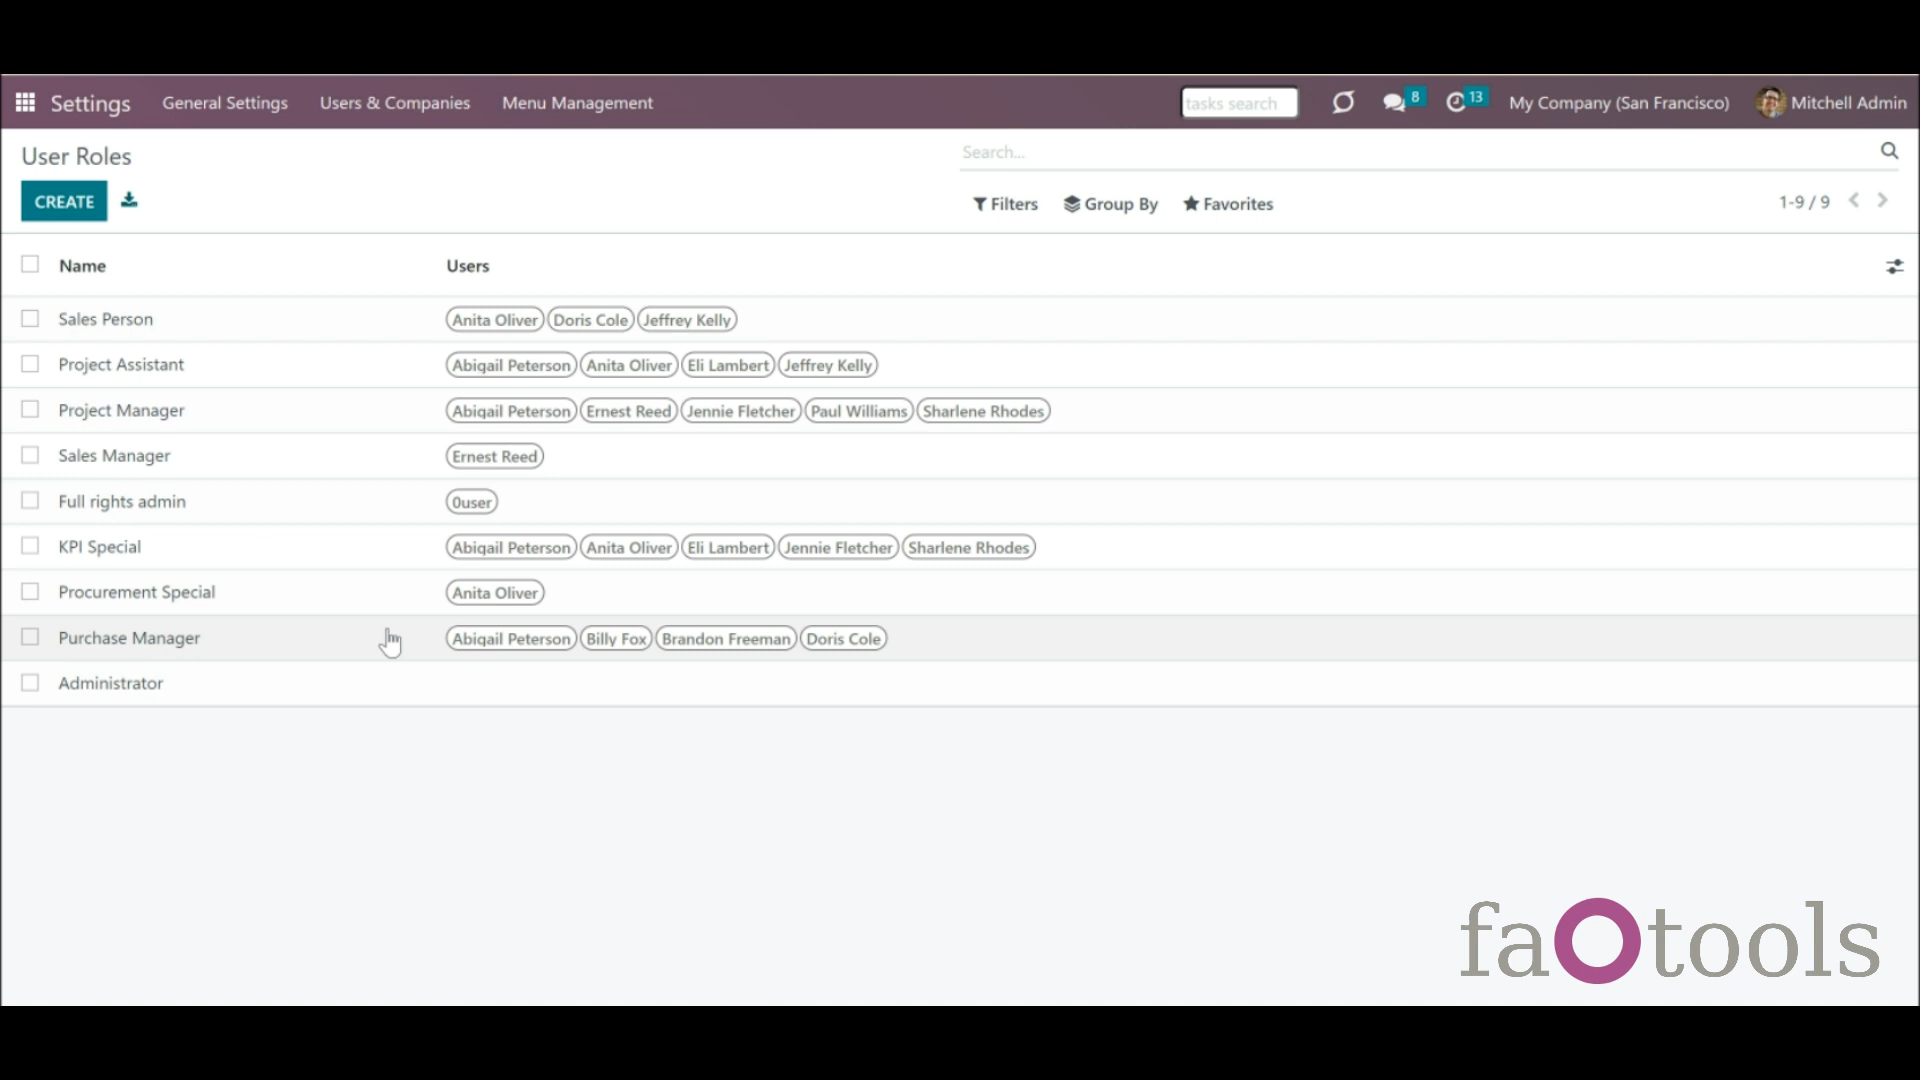 Settings General Settings Users & Companies Menu Management tasks search 8 13 My Company (San Francisco) Mitchell Admin
User Roles Search...
CREATE Filters Group By Favorites 1-9 / 9
Name Users
Sales Person Anita Oliver Doris Cole Jeffrey Kelly
Project Assistant Abigail Peterson Anita Oliver Eli Lambert Jeffrey Kelly
Project Manager Abigail Peterson Ernest Reed Jennie Fletcher Paul Williams Sharlene Rhodes
Sales Manager Ernest Reed
Full rights admin 0user
KPI Special Abigail Peterson Anita Oliver Eli Lambert Jennie Fletcher Sharlene Rhodes
Procurement Special Anita Oliver
Purchase Manager Abigail Peterson Billy Fox Brandon Freeman Doris Cole
Administrator
faOtools